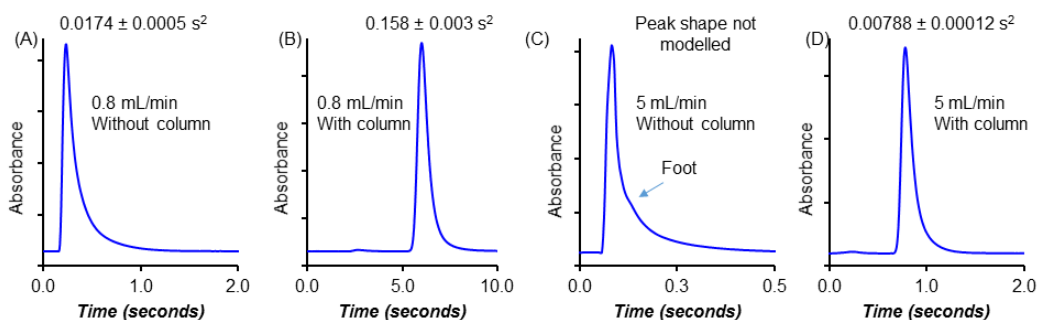 0.0174 ± 0.0005 s²
(A)
0.8 mL/min
Without column
Absorbance
0.0 1.0 2.0
Time (seconds)
0.158 ± 0.003 s²
(B)
0.8 mL/min
With column
Absorbance
0.0 5.0 10.0
Time (seconds)
Peak shape not
modelled
(C)
5 mL/min
Without column
Foot
Absorbance
0.0 0.3 0.5
Time (seconds)
0.00788 ± 0.00012 s²
(D)
5 mL/min
With column
Absorbance
0.0 1.0 2.0
Time (seconds)